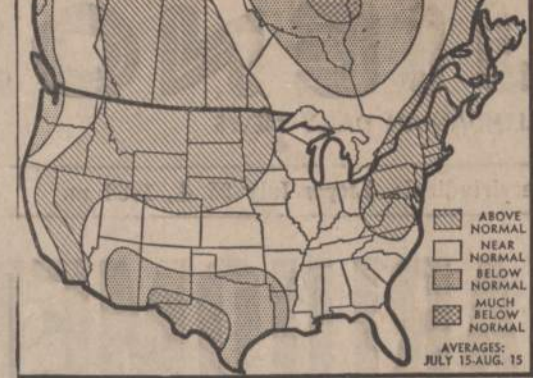 ABOVE
NORMAL
NEAR
NORMAL
BELOW
NORMAL
MUCH
BELOW
NORMAL
AVERAGES:
JULY 15-AUG. 15